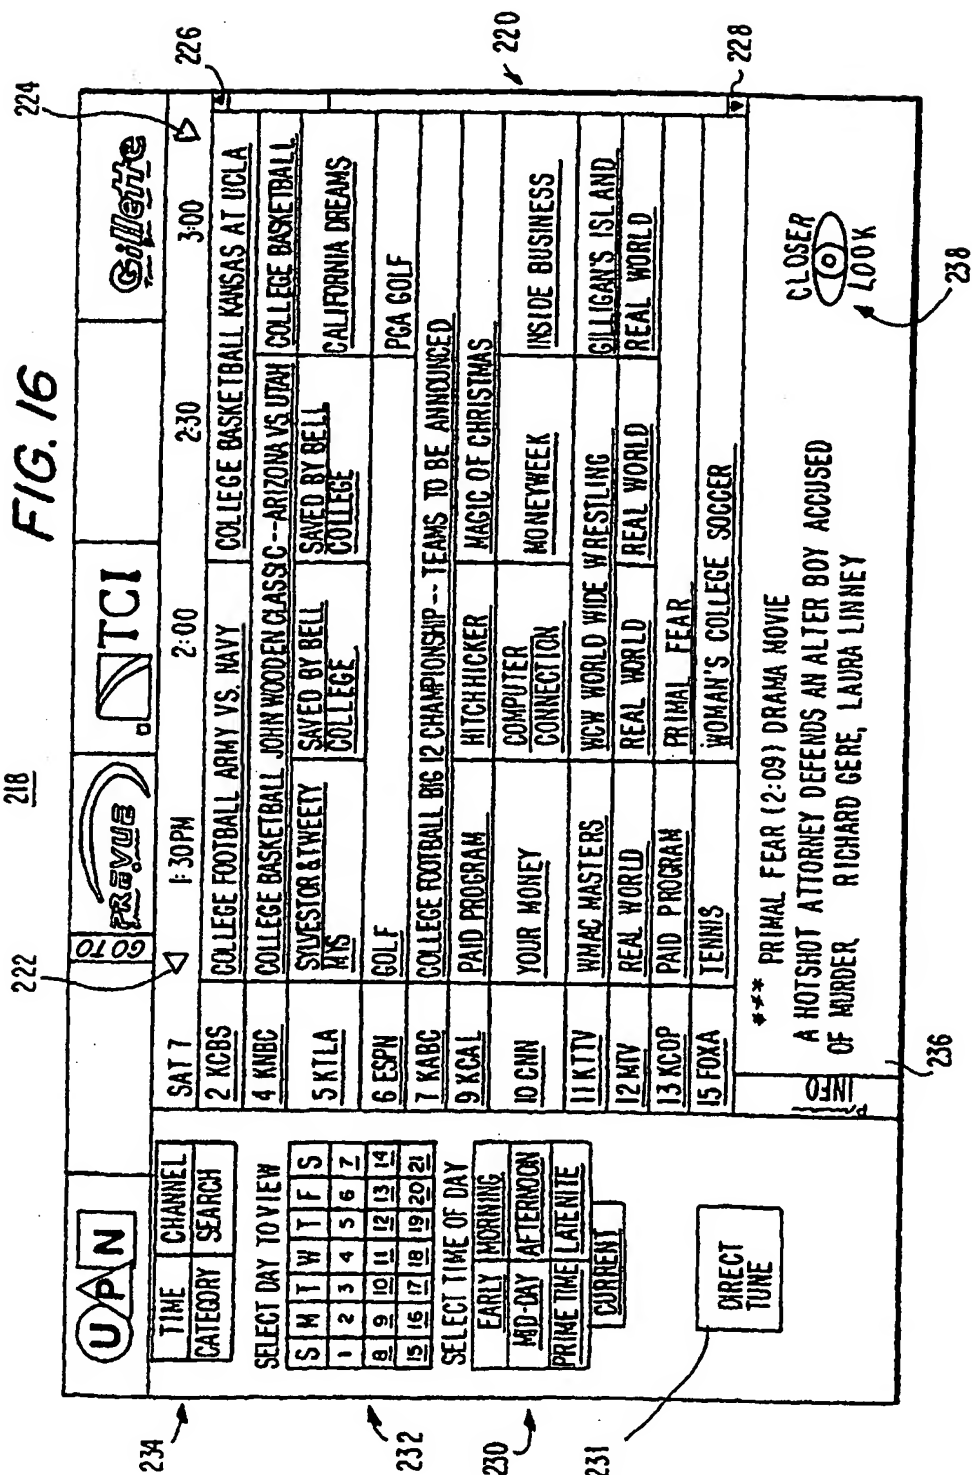 FIG. 16
218
222
224
226
220
228
UPN
GO TO
PREVUE
TCI
Gillette
TIME CHANNEL
CATEGORY SEARCH
SELECT DAY TO VIEW
S M T W T F S
1 2 3 4 5 6 7
8 9 10 11 12 13 14
15 16 17 18 19 20 21
SELECT TIME OF DAY
EARLY MORNING
MID-DAY AFTERNOON
PRIME TIME LATE NITE
CURRENT
DIRECT
TUNE
234
232
230
231
SAT 7 1:30PM 2:00 2:30 3:00
2 KCBS COLLEGE FOOTBALL ARMY VS. NAVY COLLEGE BASKETBALL KANSAS AT UCLA
4 KNBC COLLEGE BASKETBALL JOHN WOODEN CLASSIC--ARIZONA VS UTAH COLLEGE BASKETBALL
5 KTLA SYLVESTOR & TWEETY MYS SAVED BY BELL COLLEGE SAVED BY BELL COLLEGE CALIFORNIA DREAMS
6 ESPN GOLF PGA GOLF
7 KABC COLLEGE FOOTBALL BIG 12 CHAMPIONSHIP -- TEAMS TO BE ANNOUNCED
9 KCAL PAID PROGRAM HITCHHICKER MAGIC OF CHRISTMAS
10 CNN YOUR MONEY COMPUTER CONNECTION MONEYWEEK INSIDE BUSINESS
11 KTTV WMAC MASTERS WCW WORLD WIDE WRESTLING GILLIGAN'S ISLAND
12 MTV REAL WORLD REAL WORLD REAL WORLD REAL WORLD
13 KCOP PAID PROGRAM PRIMAL FEAR
15 FOXA TENNIS WOMAN'S COLLEGE SOCCER
INFO
*** PRIMAL FEAR (2:09) DRAMA MOVIE
A HOTSHOT ATTORNEY DEFENDS AN ALTER BOY ACCUSED
OF MURDER RICHARD GERE, LAURA LINNEY
CLOSER
LOOK
236
238